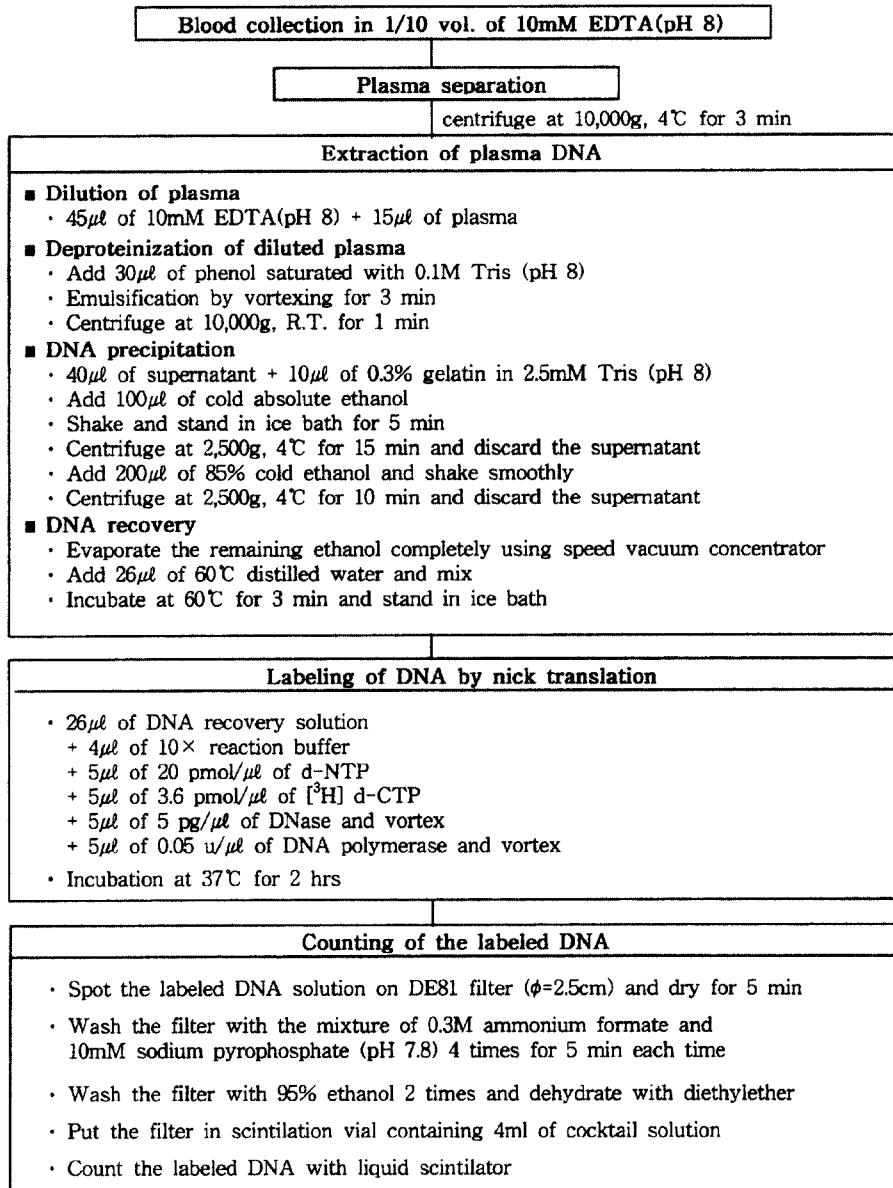 Blood collection in 1/10 vol. of 10mM EDTA(pH 8)
Plasma separation
centrifuge at 10,000g, 4℃ for 3 min
Extraction of plasma DNA
■ Dilution of plasma
· 45㎕ of 10mM EDTA(pH 8) + 15㎕ of plasma
■ Deproteinization of diluted plasma
· Add 30㎕ of phenol saturated with 0.1M Tris (pH 8)
· Emulsification by vortexing for 3 min
· Centrifuge at 10,000g, R.T. for 1 min
■ DNA precipitation
· 40㎕ of supernatant + 10㎕ of 0.3% gelatin in 2.5mM Tris (pH 8)
· Add 100㎕ of cold absolute ethanol
· Shake and stand in ice bath for 5 min
· Centrifuge at 2,500g, 4℃ for 15 min and discard the supernatant
· Add 200㎕ of 85% cold ethanol and shake smoothly
· Centrifuge at 2,500g, 4℃ for 10 min and discard the supernatant
■ DNA recovery
· Evaporate the remaining ethanol completely using speed vacuum concentrator
· Add 26㎕ of 60℃ distilled water and mix
· Incubate at 60℃ for 3 min and stand in ice bath
Labeling of DNA by nick translation
· 26㎕ of DNA recovery solution
+ 4㎕ of 10× reaction buffer
+ 5㎕ of 20 pmol/㎕ of d-NTP
+ 5㎕ of 3.6 pmol/㎕ of [³H] d-CTP
+ 5㎕ of 5 pg/㎕ of DNase and vortex
+ 5㎕ of 0.05 u/㎕ of DNA polymerase and vortex
· Incubation at 37℃ for 2 hrs
Counting of the labeled DNA
· Spot the labeled DNA solution on DE81 filter (ϕ=2.5cm) and dry for 5 min
· Wash the filter with the mixture of 0.3M ammonium formate and
10mM sodium pyrophosphate (pH 7.8) 4 times for 5 min each time
· Wash the filter with 95% ethanol 2 times and dehydrate with diethylether
· Put the filter in scintilation vial containing 4ml of cocktail solution
· Count the labeled DNA with liquid scintilator